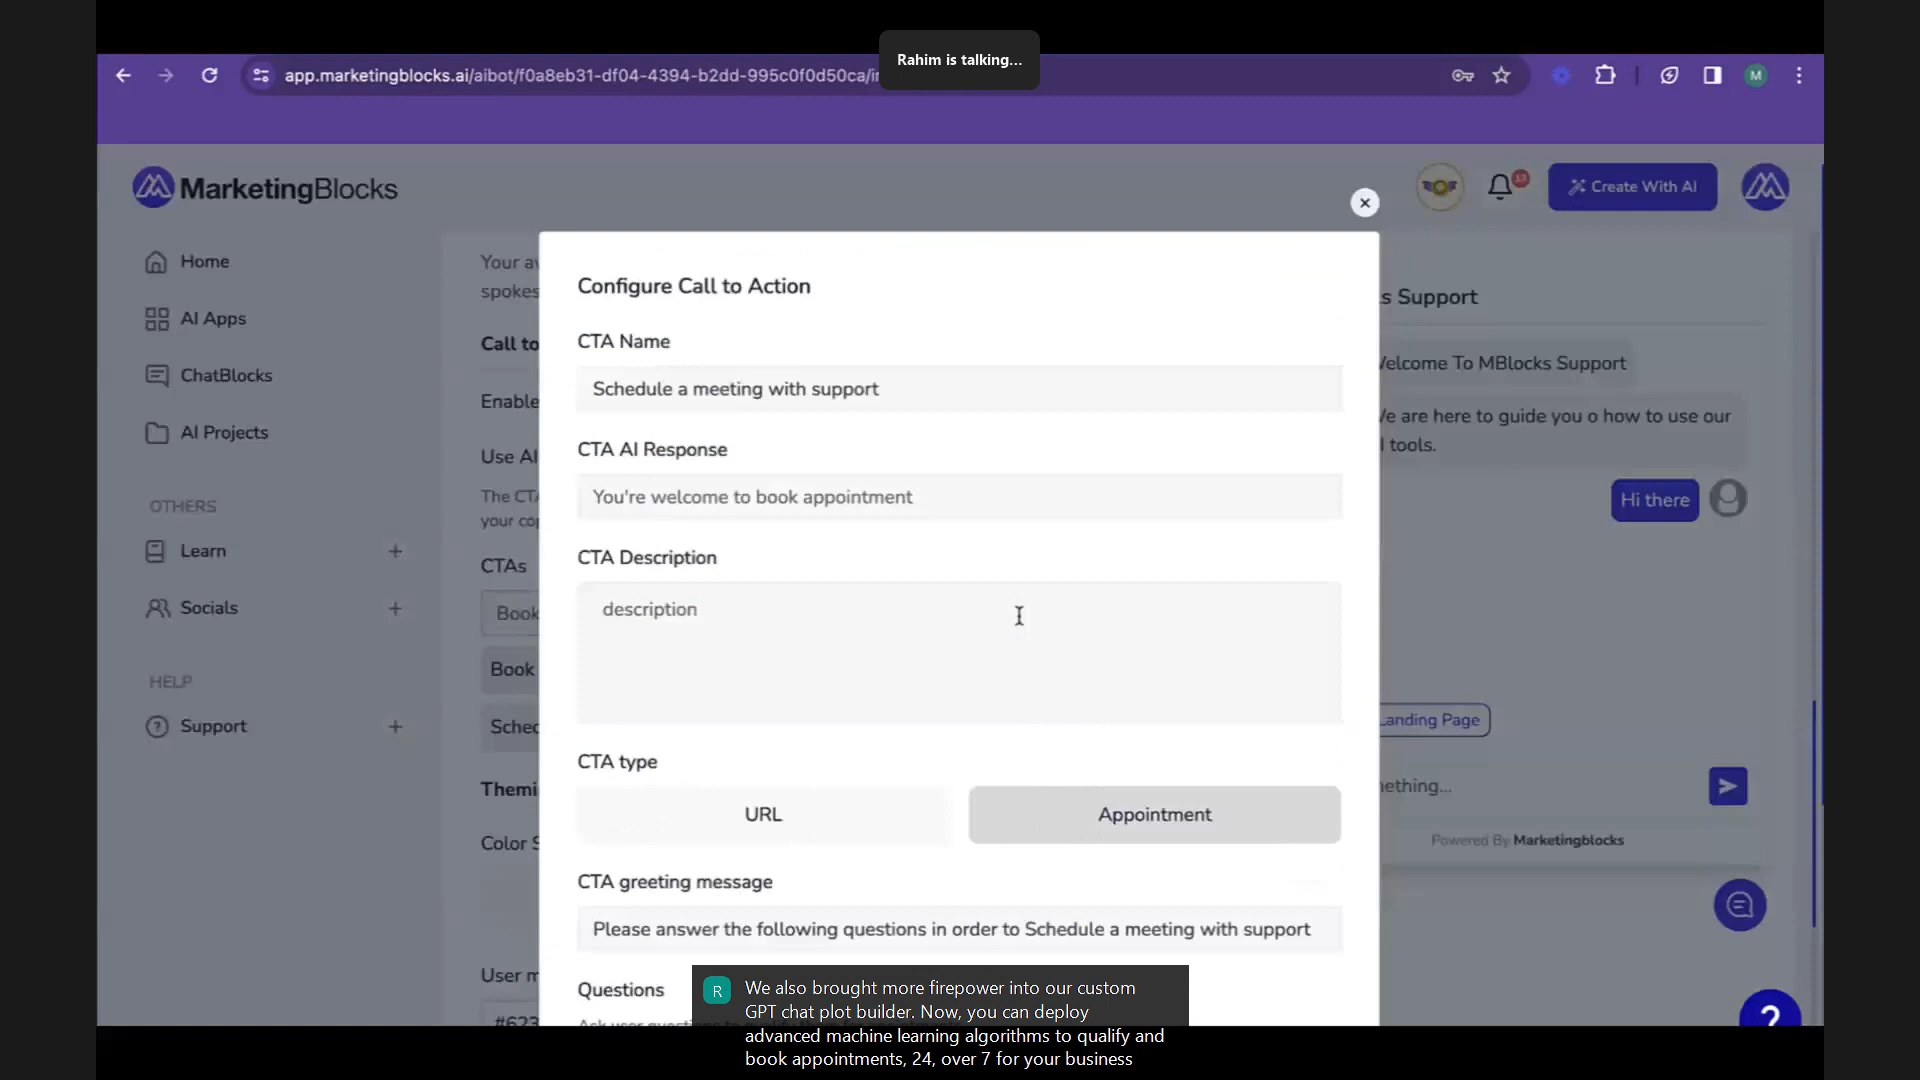 Rahim is talking...
app.marketingblocks.ai/aibot/f0a8eb31-df04-4394-b2dd-995c0f0d50ca/i
M
MarketingBlocks
Create With AI
Home
AI Apps
ChatBlocks
AI Projects
OTHERS
Learn
Socials
HELP
Support
Your av
spokes
Call to
Enable
Use AI
The CTA
your cop
CTAs
Book
Book
Sched
Themi
Color S
User m
#623
Configure Call to Action
CTA Name
Schedule a meeting with support
CTA AI Response
You're welcome to book appointment
CTA Description
description
CTA type
URL
Appointment
CTA greeting message
Please answer the following questions in order to Schedule a meeting with support
Questions
s Support
Welcome To MBlocks Support
We are here to guide you o how to use our
I tools.
Hi there
Landing Page
nething...
Powered By Marketingblocks
?
R
We also brought more firepower into our custom
GPT chat plot builder. Now, you can deploy
advanced machine learning algorithms to qualify and
book appointments, 24, over 7 for your business